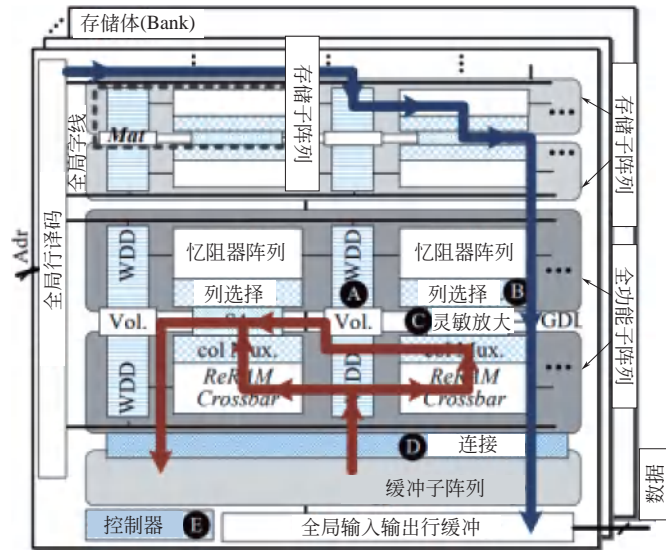 存储体(Bank)
存储子阵列
存储子阵列
Mat
全局字线
全局行译码
Adr
WDD
忆阻器阵列
WDD
忆阻器阵列
全功能子阵列
列选择
A
列选择
B
Vol.
Vol.
C
灵敏放大
GDL
col Mux.
col Mux.
WDD
ReRAM
Crossbar
ReRAM
Crossbar
D
连接
缓冲子阵列
数据
控制器
E
全局输入输出行缓冲